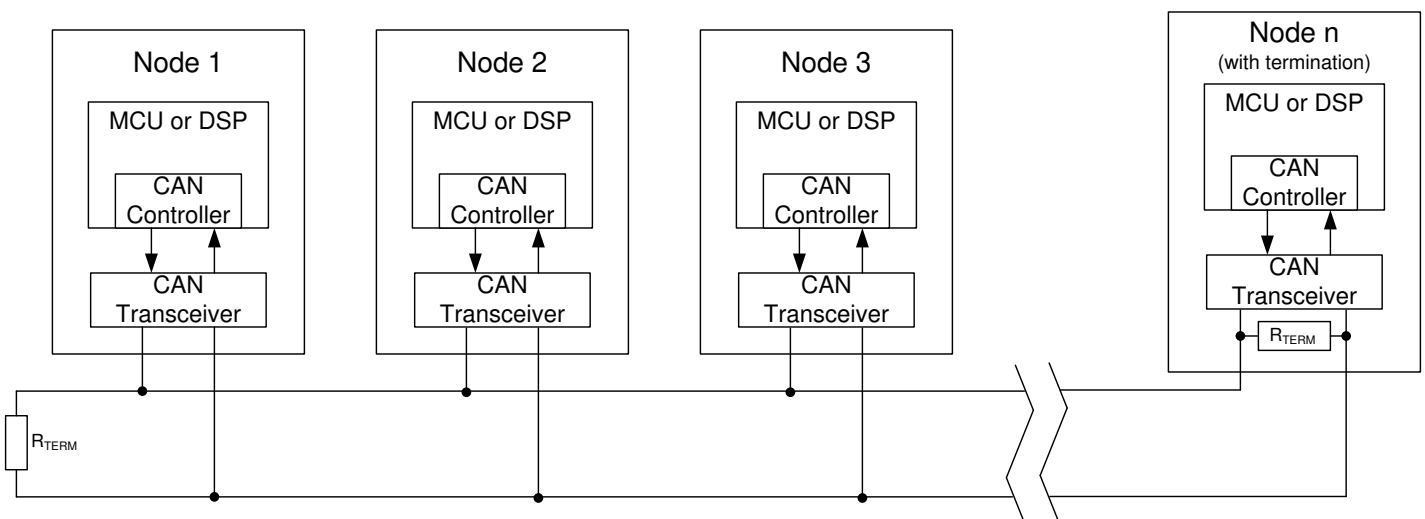 Node 1
MCU or DSP
CAN
Controller
CAN
Transceiver
Node 2
MCU or DSP
CAN
Controller
CAN
Transceiver
Node 3
MCU or DSP
CAN
Controller
CAN
Transceiver
Node n
(with termination)
MCU or DSP
CAN
Controller
CAN
Transceiver
RTERM
RTERM